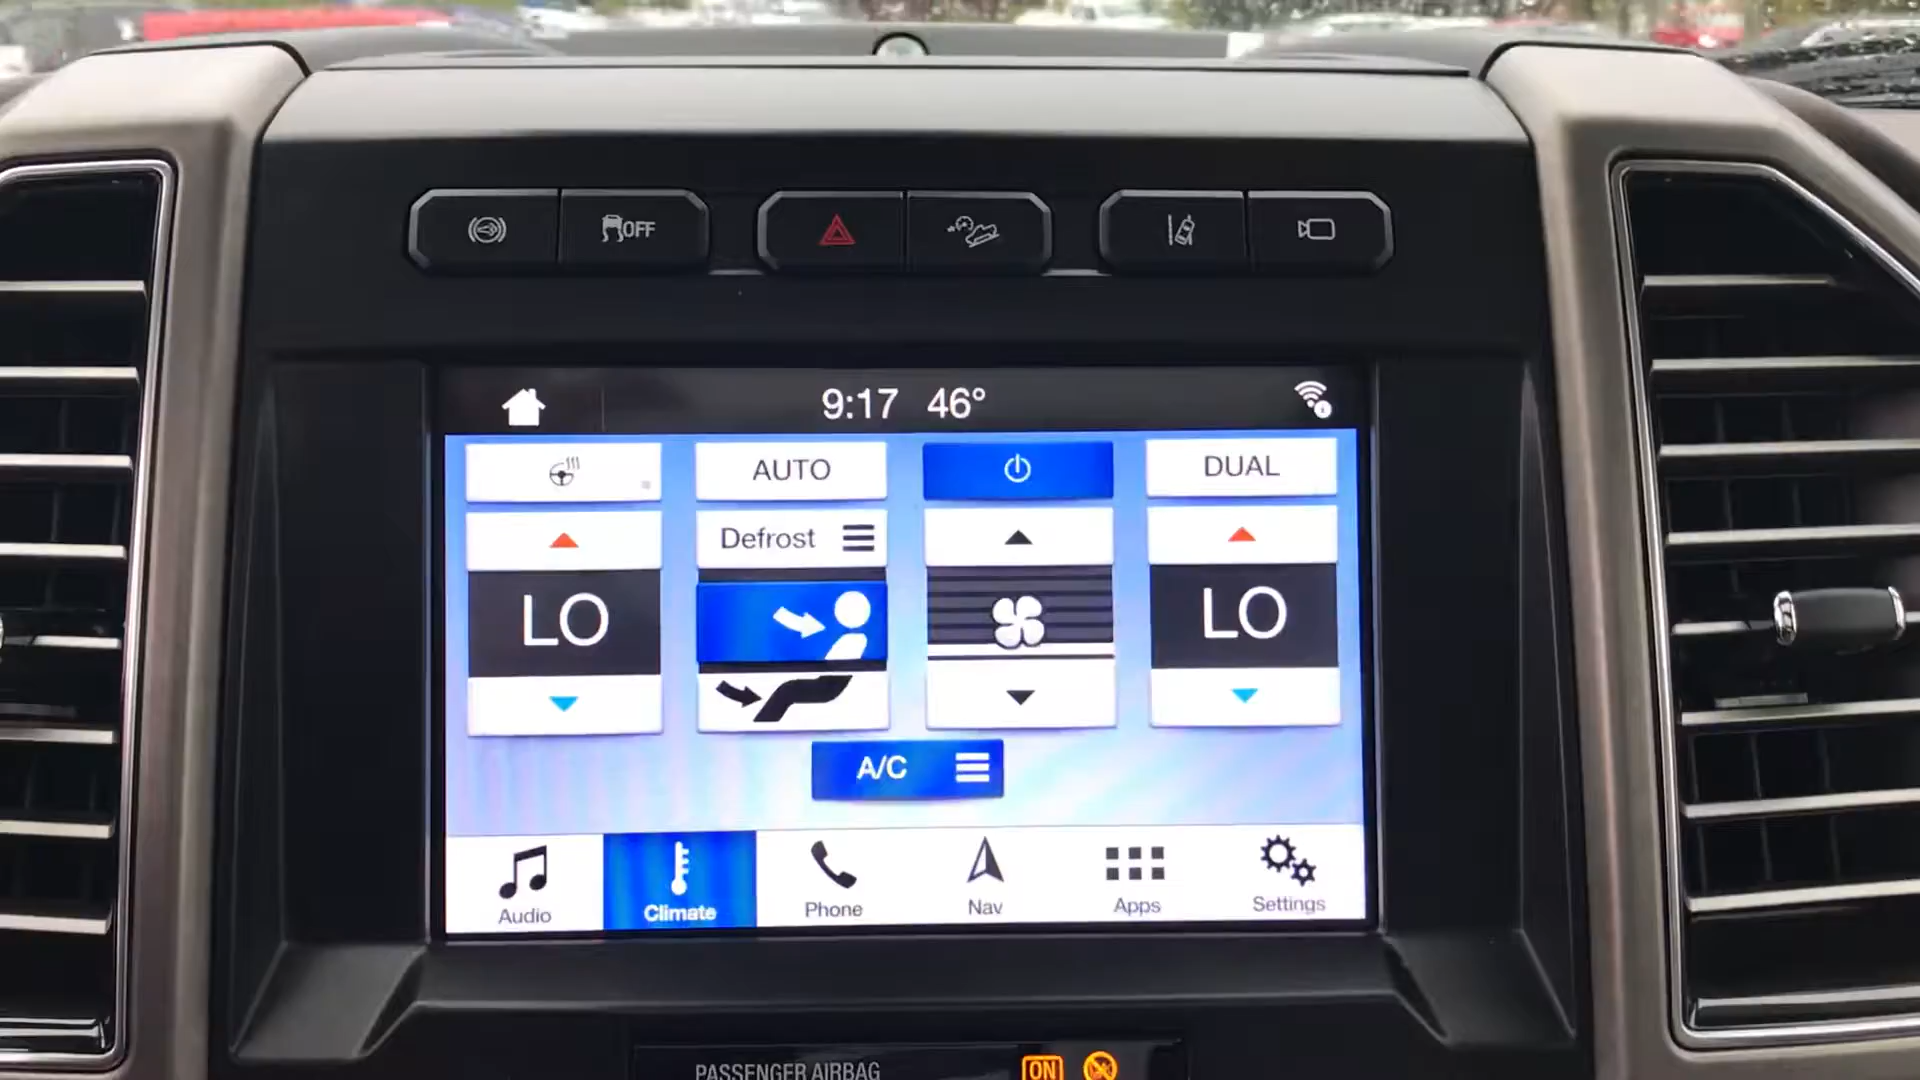 OFF
9:17 46°
AUTO
DUAL
Defrost
LO
LO
A/C
Audio
Climate
Phone
Nav
Apps
Settings
PASSENGER AIRBAG
ON